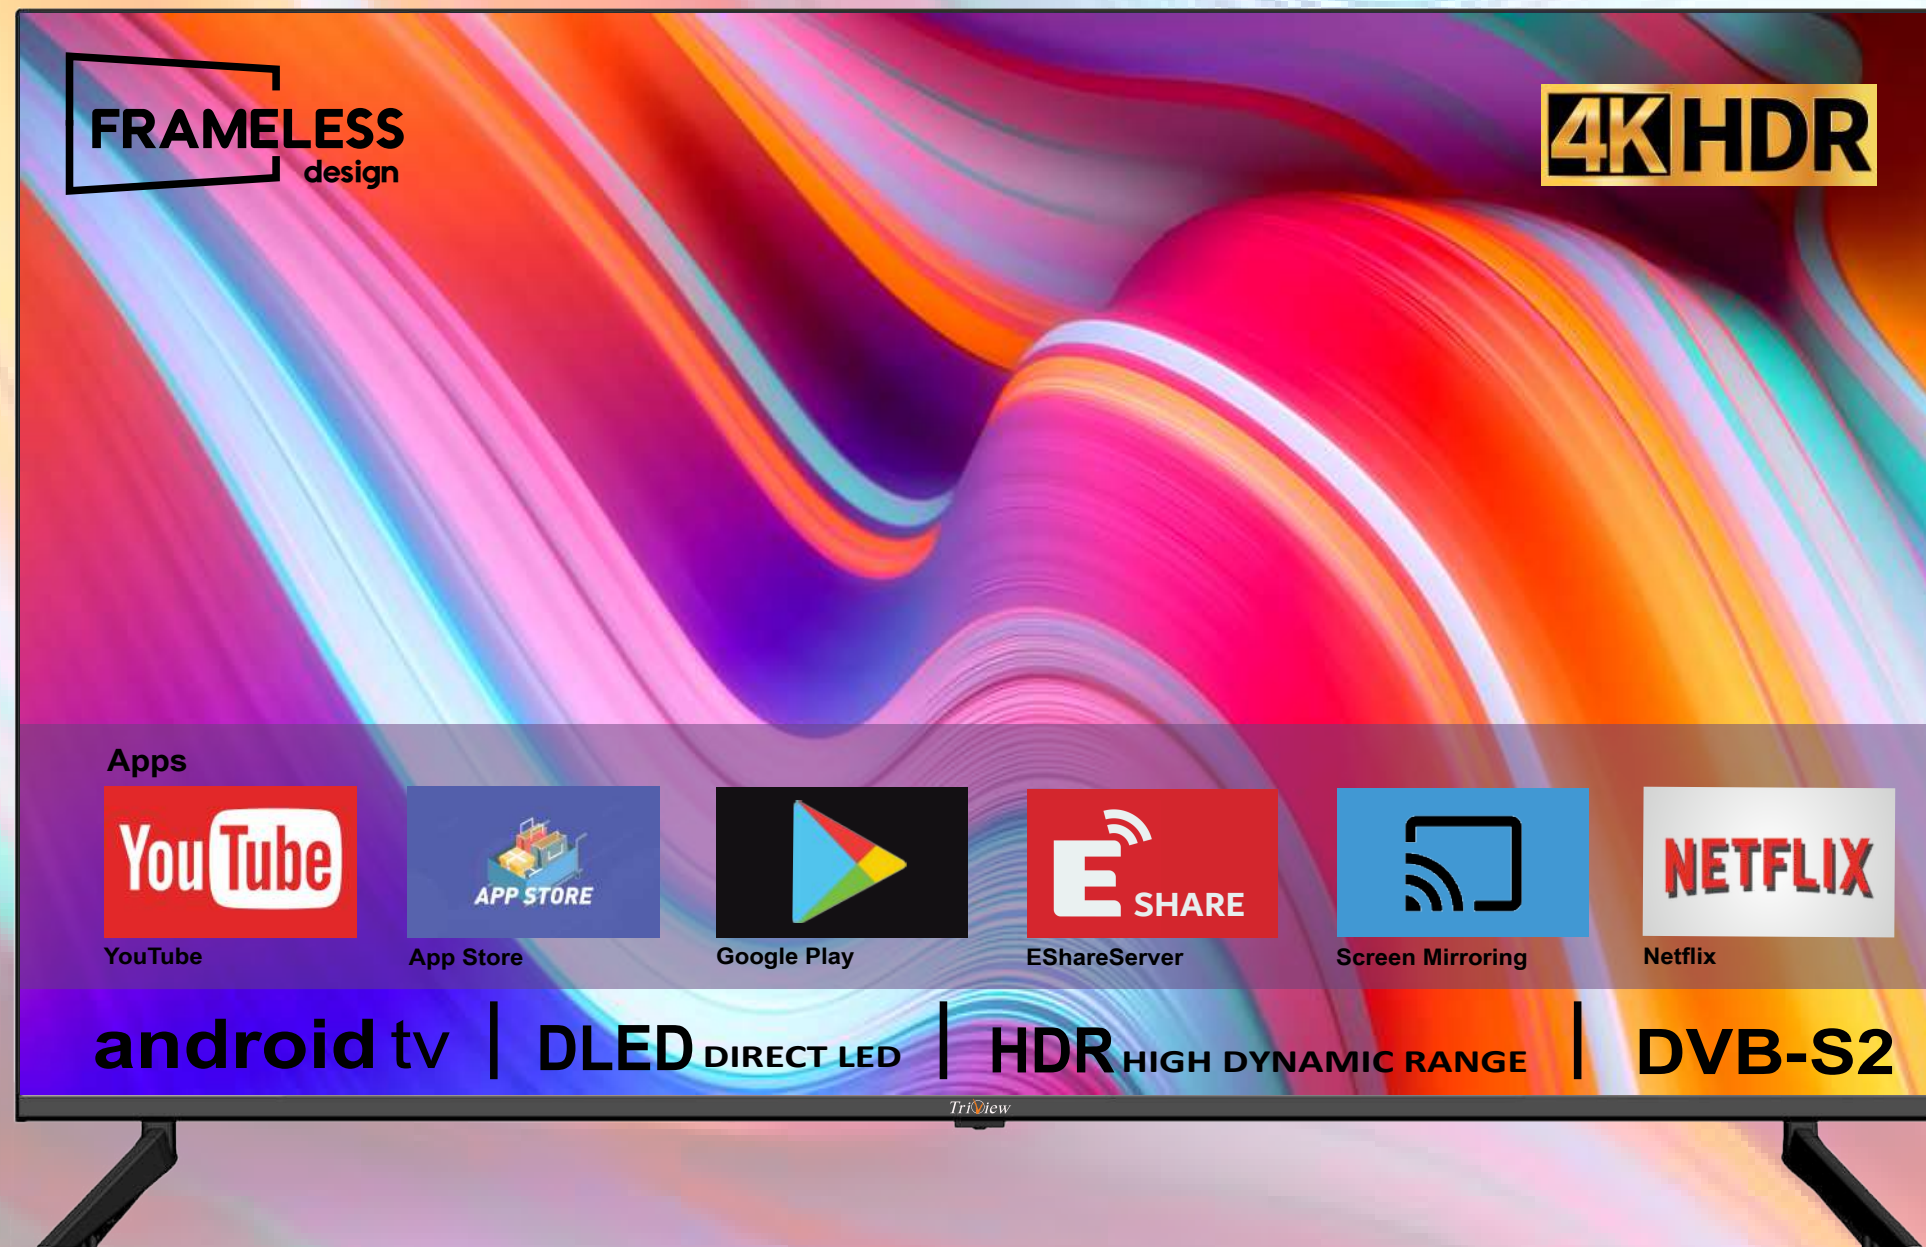 FRAMELESS
design
4K HDR
Apps
YouTube
APP STORE
E SHARE
NETFLIX
YouTube
App Store
Google Play
EShareServer
Screen Mirroring
Netflix
android tv | DLED DIRECT LED | HDR HIGH DYNAMIC RANGE | DVB-S2
TriView